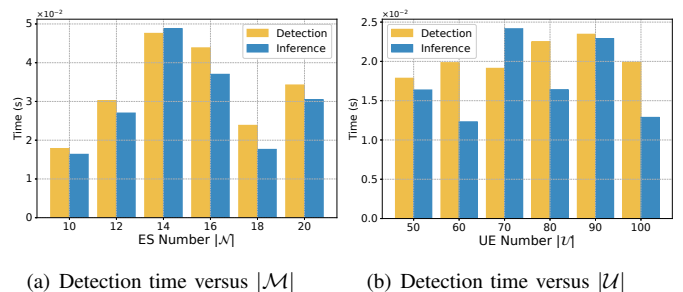 ×10⁻²
5
4
3
2
1
0
Time (s)
Detection
Inference
10 12 14 16 18 20
ES Number |𝒩|
(a) Detection time versus |ℳ|
×10⁻²
2.5
2.0
1.5
1.0
0.5
0.0
Time (s)
Detection
Inference
50 60 70 80 90 100
UE Number |𝒰|
(b) Detection time versus |𝒰|